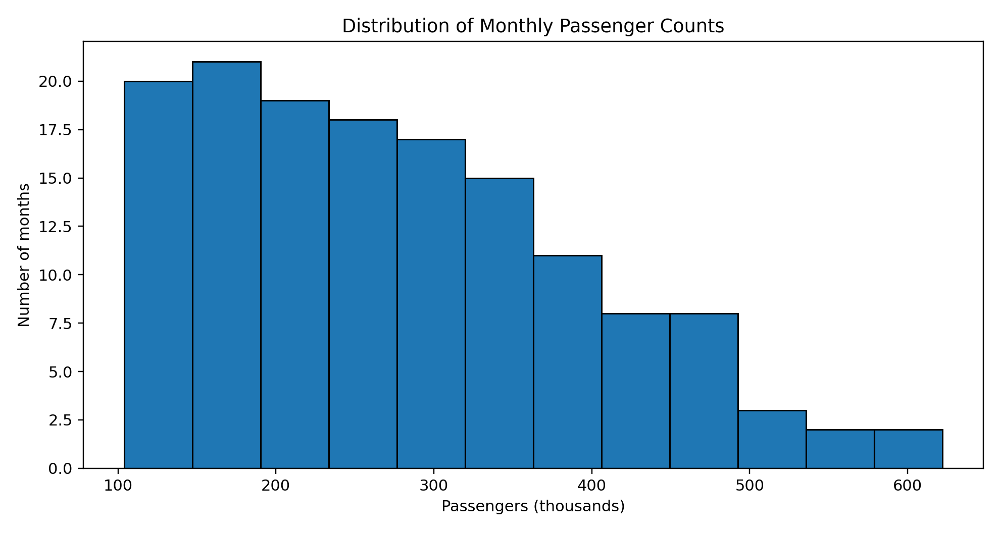 Distribution of Monthly Passenger Counts
Number of months
20.0
17.5
15.0
12.5
10.0
7.5
5.0
2.5
0.0
100 200 300 400 500 600
Passengers (thousands)